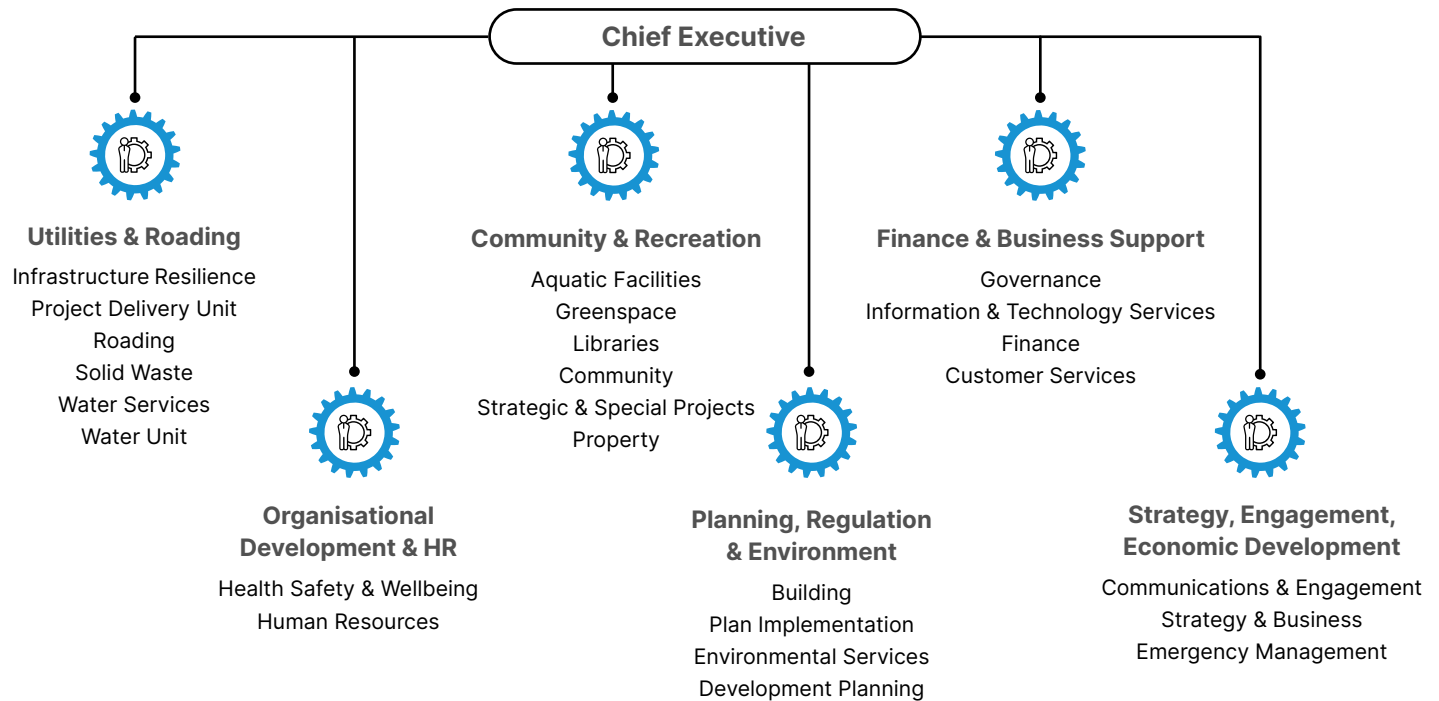 Chief Executive
Utilities & Roading
Infrastructure Resilience
Project Delivery Unit
Roading
Solid Waste
Water Services
Water Unit
Organisational
Development & HR
Health Safety & Wellbeing
Human Resources
Community & Recreation
Aquatic Facilities
Greenspace
Libraries
Community
Strategic & Special Projects
Property
Planning, Regulation
& Environment
Building
Plan Implementation
Environmental Services
Development Planning
Finance & Business Support
Governance
Information & Technology Services
Finance
Customer Services
Strategy, Engagement,
Economic Development
Communications & Engagement
Strategy & Business
Emergency Management